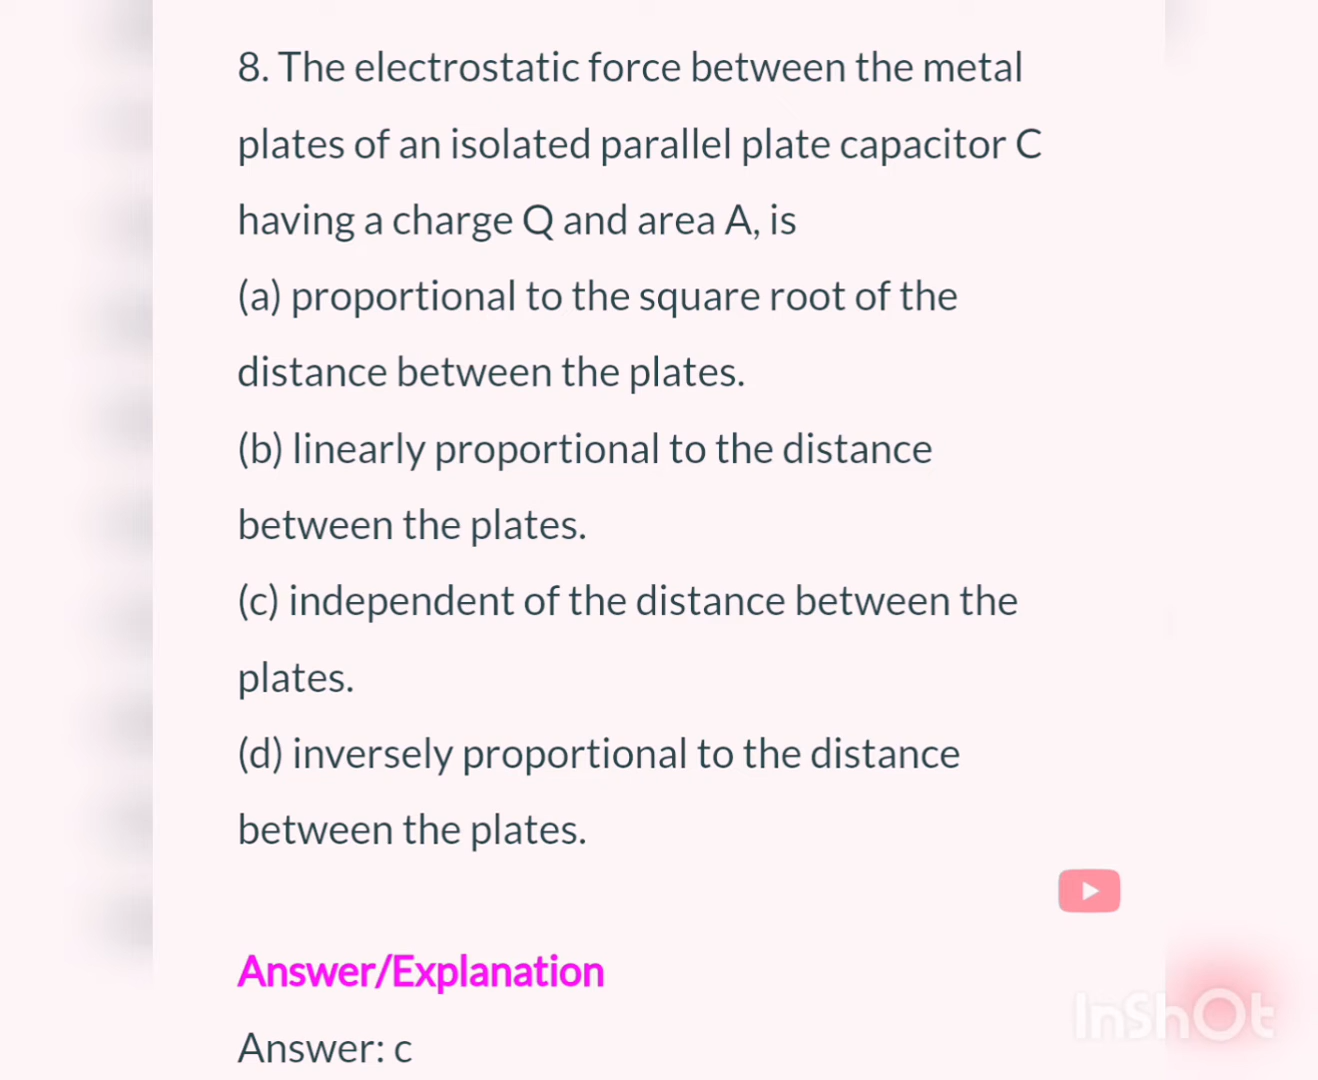 8. The electrostatic force between the metal
plates of an isolated parallel plate capacitor C
having a charge Q and area A, is
(a) proportional to the square root of the
distance between the plates.
(b) linearly proportional to the distance
between the plates.
(c) independent of the distance between the
plates.
(d) inversely proportional to the distance
between the plates.
Answer/Explanation
Answer: c
InShOt